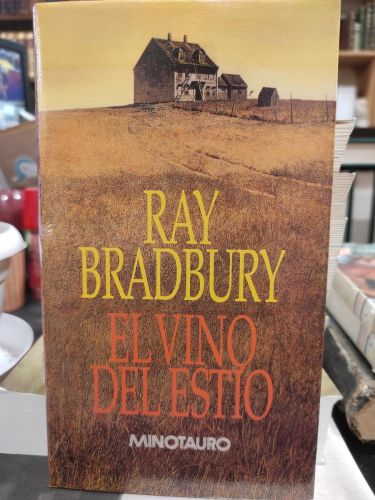 RAY
BRADBURY
EL VINO
DEL ESTIO
MINOTAURO